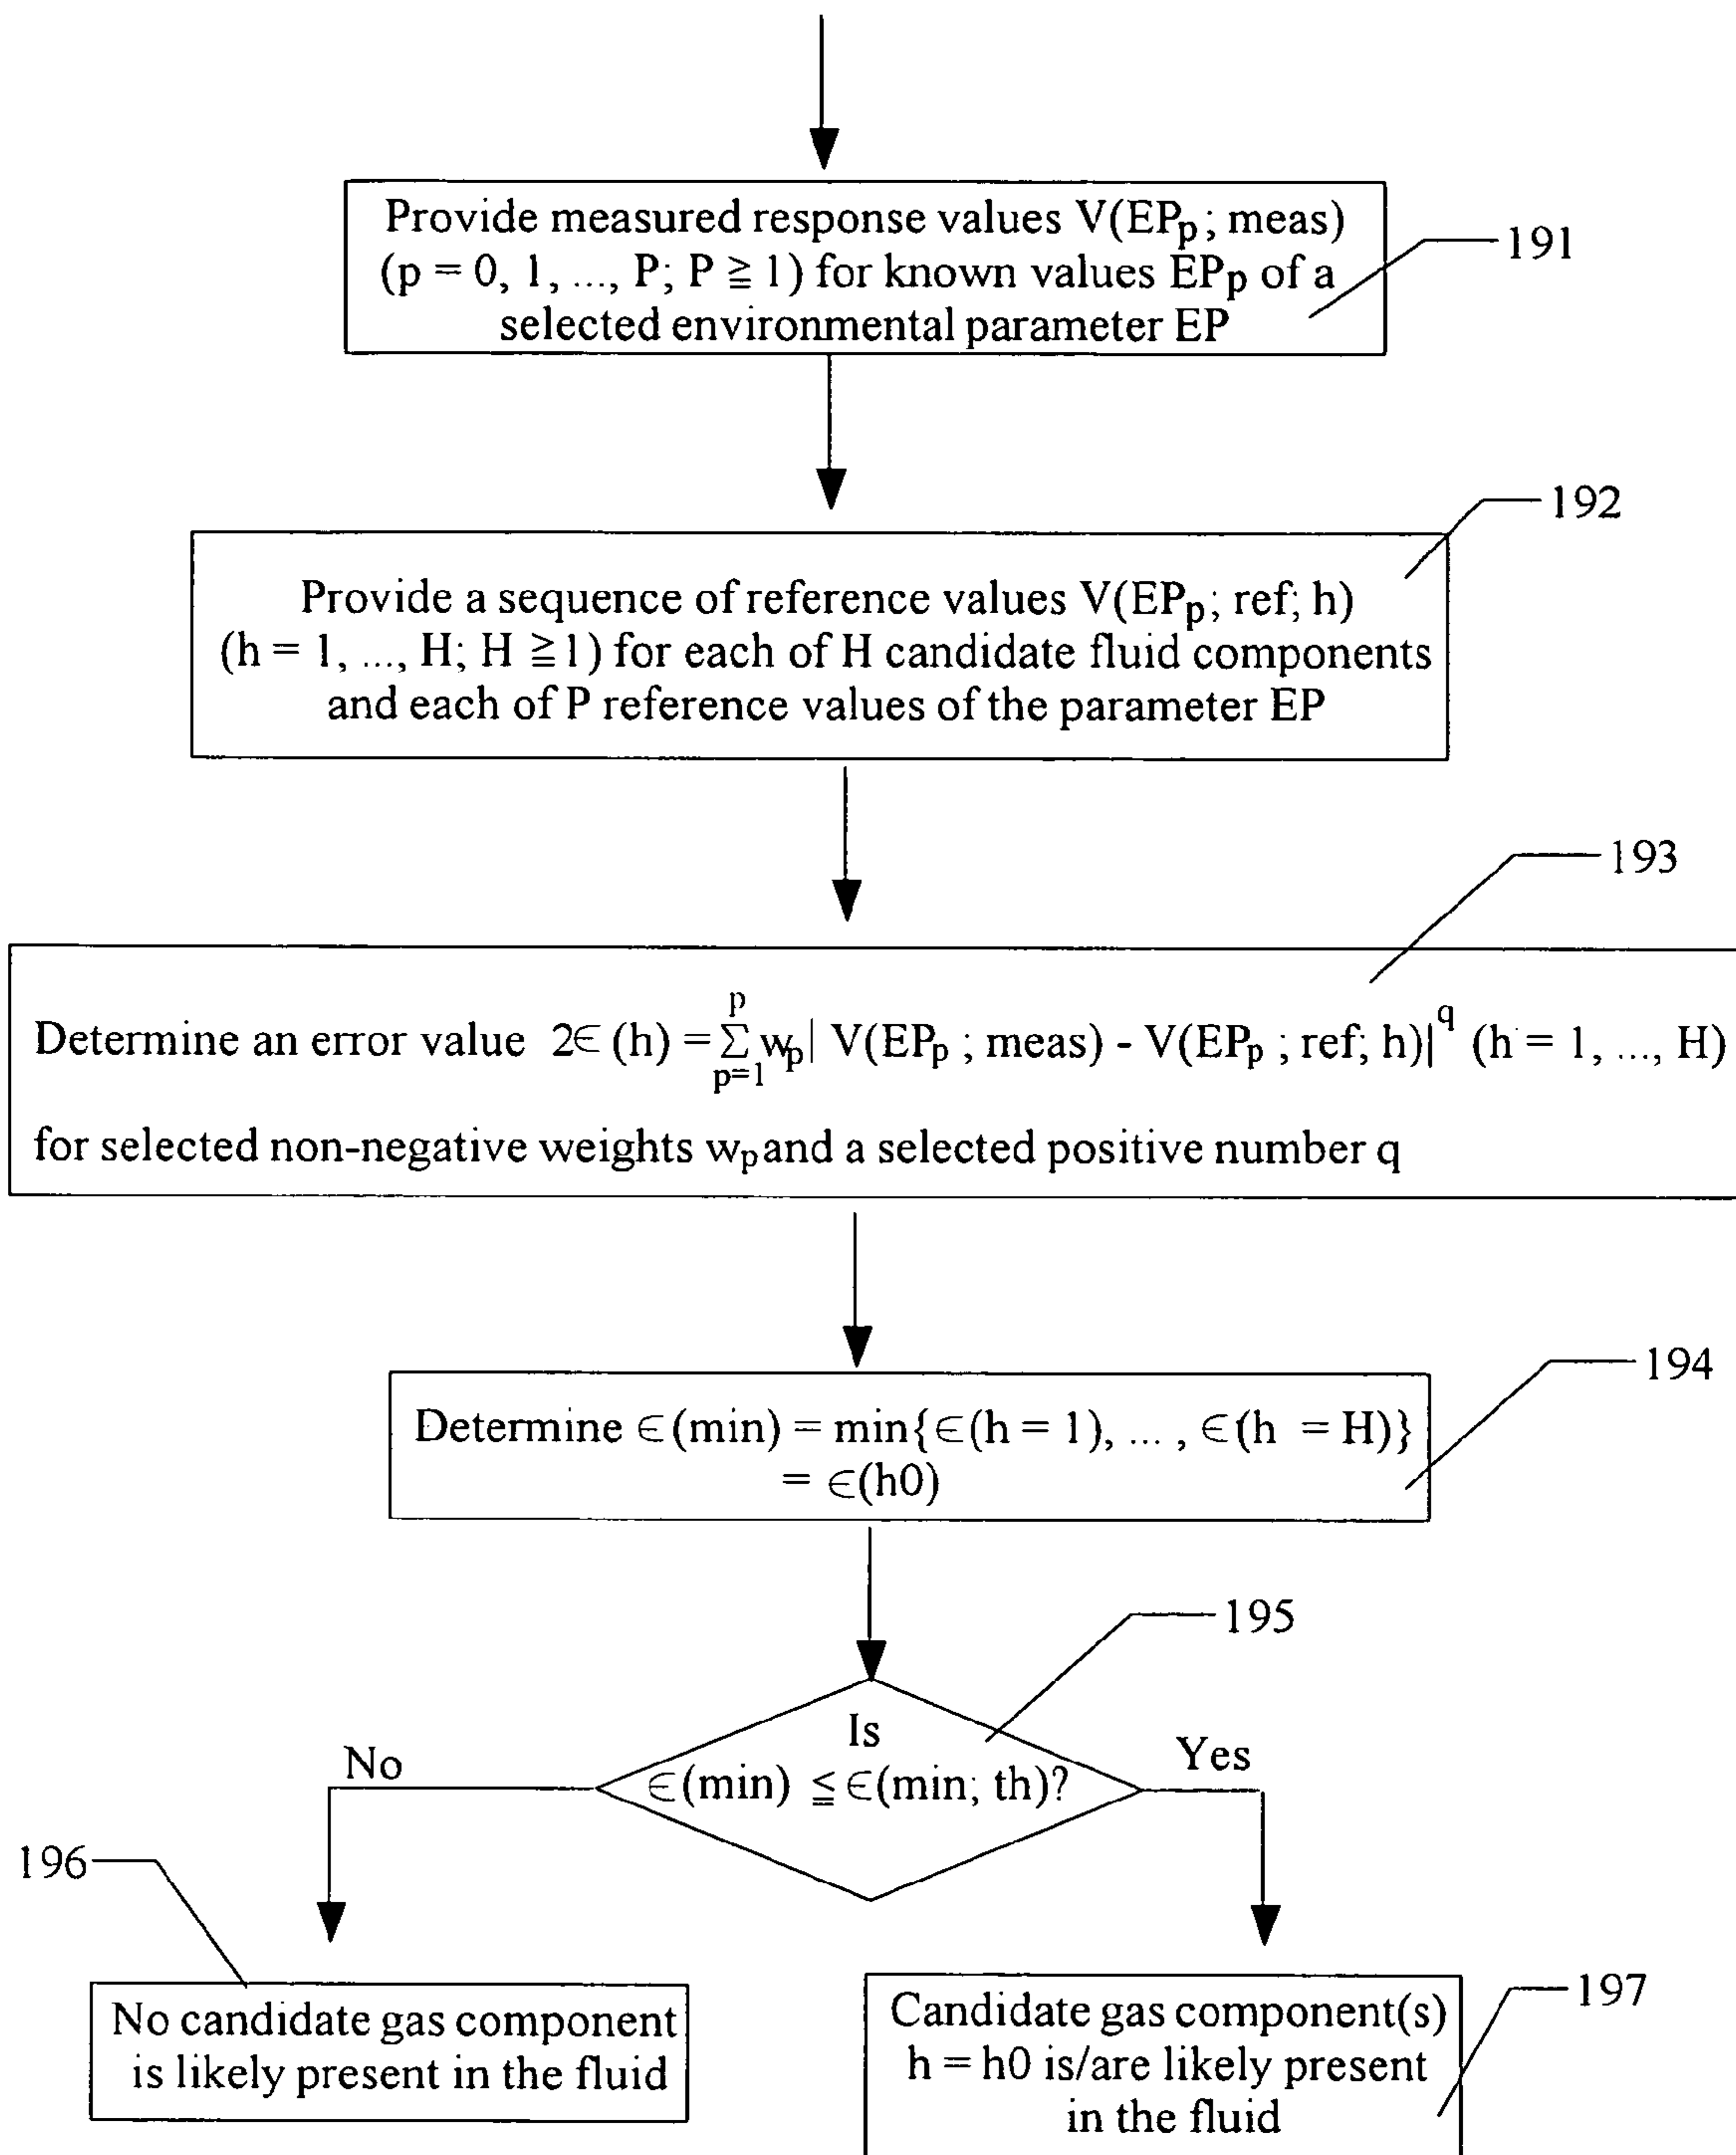 Provide measured response values V(EPp; meas)
(p = 0, 1, ..., P; P ≧ 1) for known values EPp of a
selected environmental parameter EP
191
192
Provide a sequence of reference values V(EPp; ref; h)
(h = 1, ..., H; H ≧ 1) for each of H candidate fluid components
and each of P reference values of the parameter EP
193
Determine an error value 2∈(h) = p Σ p=1 wp| V(EPp ; meas) - V(EPp ; ref; h)|^q (h = 1, ..., H)
for selected non-negative weights wp and a selected positive number q
194
Determine ∈(min) = min{∈(h = 1), ... , ∈(h = H)}
= ∈(h0)
195
Is
∈(min) ≦ ∈(min; th)?
No
Yes
196
No candidate gas component
is likely present in the fluid
197
Candidate gas component(s)
h = h0 is/are likely present
in the fluid